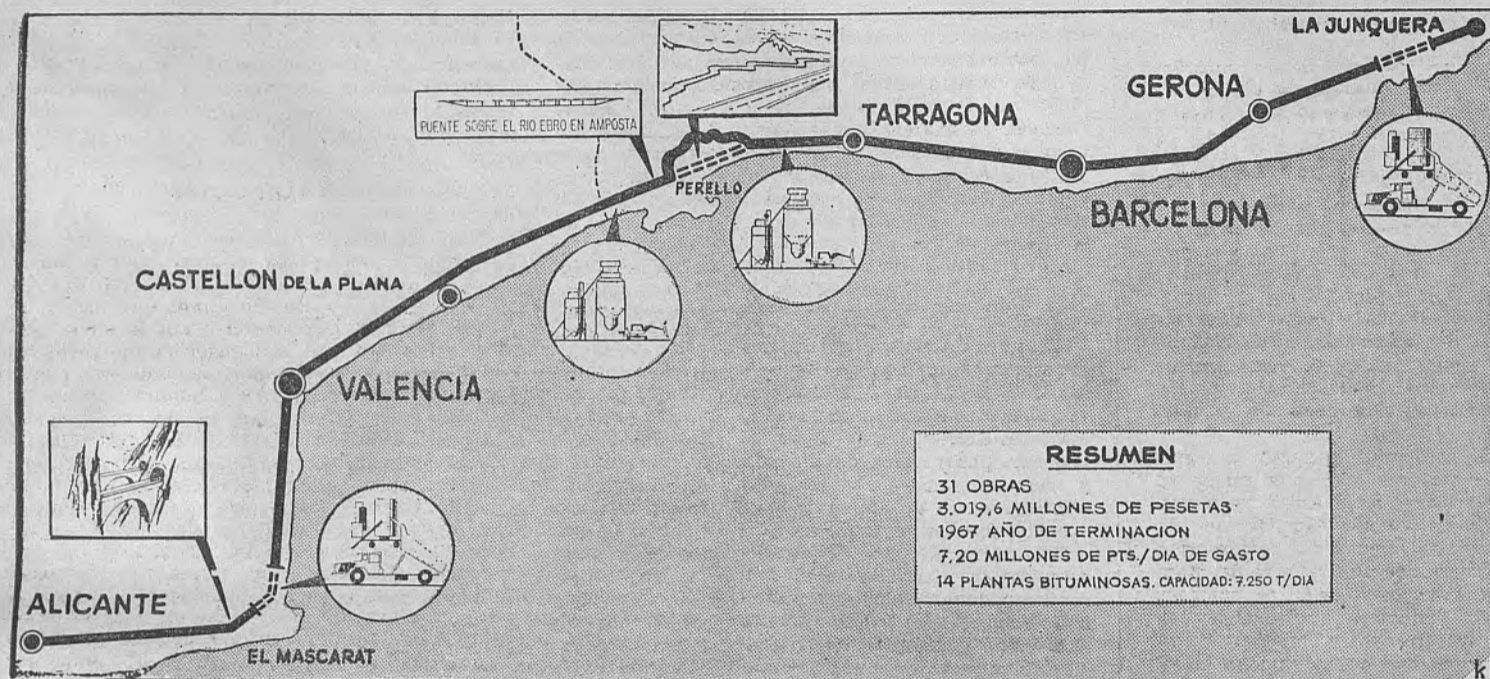 LA JUNQUERA
GERONA
PUENTE SOBRE EL RIO EBRO EN AMPOSTA
TARRAGONA
PERELLO
BARCELONA
CASTELLON DE LA PLANA
VALENCIA
RESUMEN
31 OBRAS
3.019,6 MILLONES DE PESETAS
1967 AÑO DE TERMINACION
7,20 MILLONES DE PTS./DIA DE GASTO
14 PLANTAS BITUMINOSAS. CAPACIDAD: 7.250 T/DIA
ALICANTE
EL MASCARAT
k